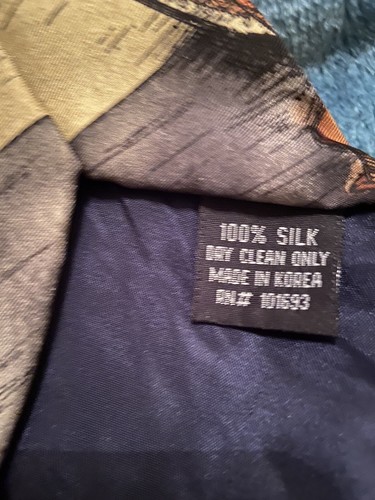 100% SILK
DRY CLEAN ONLY
MADE IN KOREA
RN# 101693